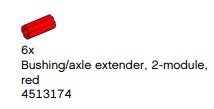 6x
Bushing/axle extender, 2-module,
red
4513174